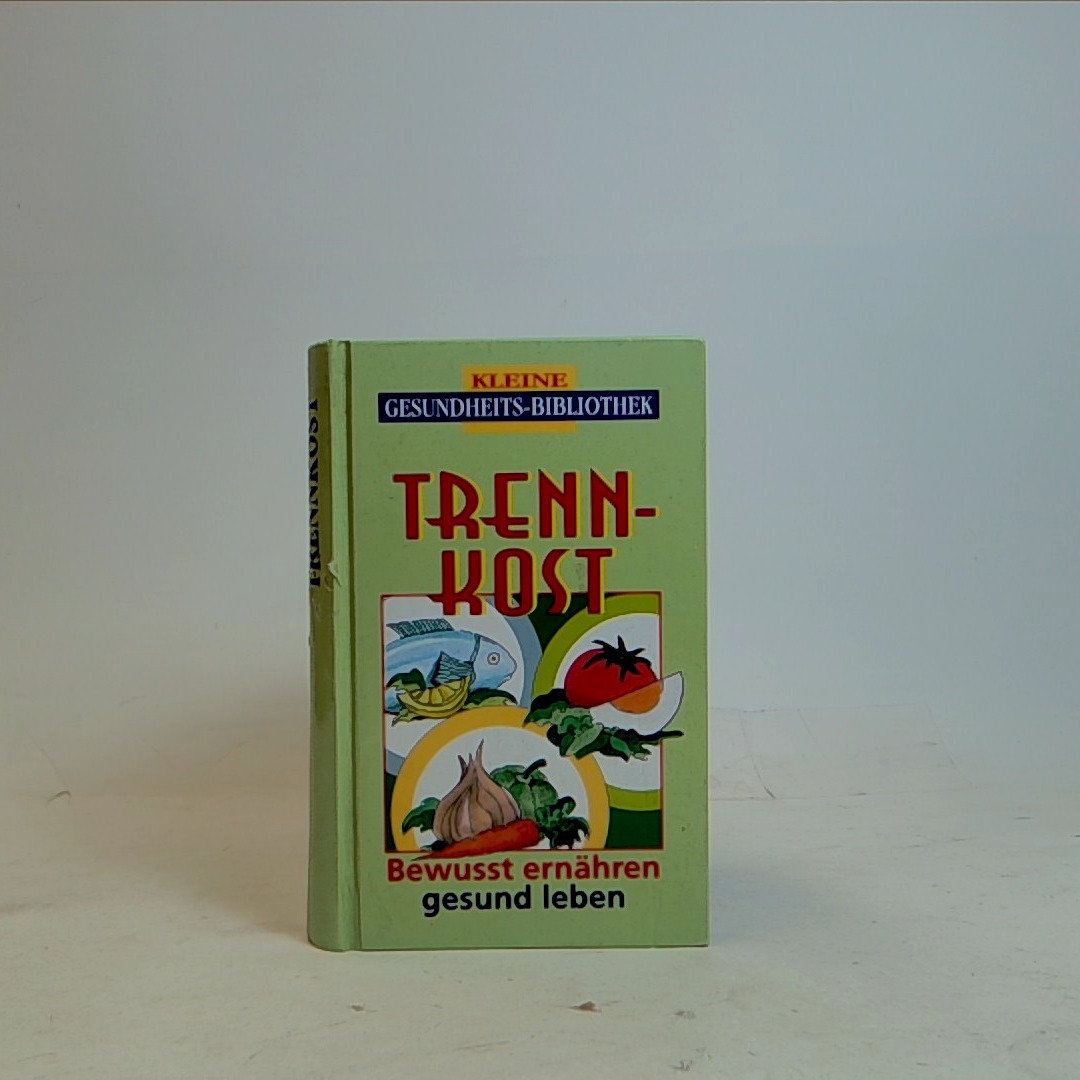 KLEINE
GESUNDHEITS-BIBLIOTHEK
TRENN-
KOST
Bewusst ernähren
gesund leben
TRENNKOST